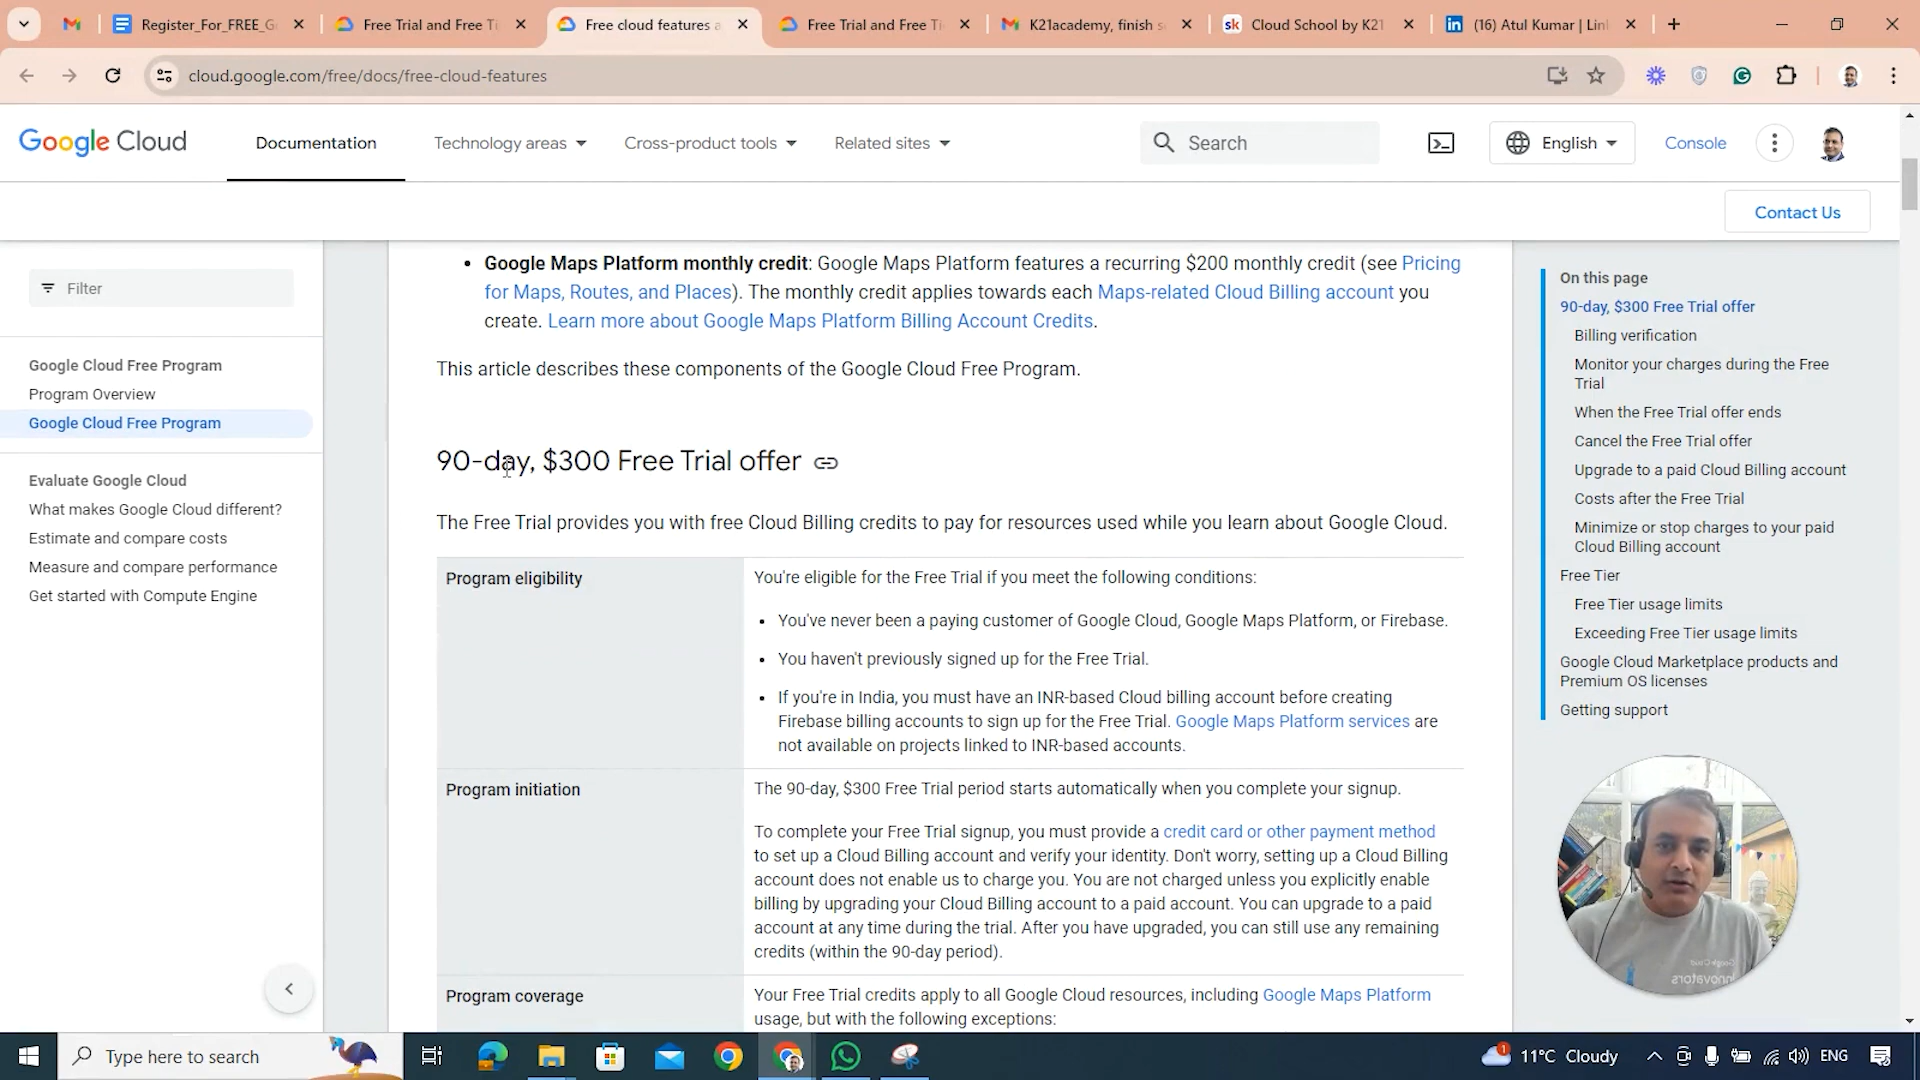 Register_For_FREE_G
Free Trial and Free Ti
Free cloud features a
Free Trial and Free Ti
K21academy, finish s
Cloud School by K21
(16) Atul Kumar | Lin
cloud.google.com/free/docs/free-cloud-features
Google Cloud
Documentation
Technology areas
Cross-product tools
Related sites
Search
English
Console
Contact Us
Filter
Google Cloud Free Program
Program Overview
Google Cloud Free Program
Evaluate Google Cloud
What makes Google Cloud different?
Estimate and compare costs
Measure and compare performance
Get started with Compute Engine
• Google Maps Platform monthly credit: Google Maps Platform features a recurring $200 monthly credit (see Pricing
for Maps, Routes, and Places). The monthly credit applies towards each Maps-related Cloud Billing account you
create. Learn more about Google Maps Platform Billing Account Credits.
This article describes these components of the Google Cloud Free Program.
90-day, $300 Free Trial offer
The Free Trial provides you with free Cloud Billing credits to pay for resources used while you learn about Google Cloud.
Program eligibility
You're eligible for the Free Trial if you meet the following conditions:
• You've never been a paying customer of Google Cloud, Google Maps Platform, or Firebase.
• You haven't previously signed up for the Free Trial.
• If you're in India, you must have an INR-based Cloud billing account before creating
Firebase billing accounts to sign up for the Free Trial. Google Maps Platform services are
not available on projects linked to INR-based accounts.
Program initiation
The 90-day, $300 Free Trial period starts automatically when you complete your signup.
To complete your Free Trial signup, you must provide a credit card or other payment method
to set up a Cloud Billing account and verify your identity. Don't worry, setting up a Cloud Billing
account does not enable us to charge you. You are not charged unless you explicitly enable
billing by upgrading your Cloud Billing account to a paid account. You can upgrade to a paid
account at any time during the trial. After you have upgraded, you can still use any remaining
credits (within the 90-day period).
Program coverage
Your Free Trial credits apply to all Google Cloud resources, including Google Maps Platform
usage, but with the following exceptions:
On this page
90-day, $300 Free Trial offer
Billing verification
Monitor your charges during the Free
Trial
When the Free Trial offer ends
Cancel the Free Trial offer
Upgrade to a paid Cloud Billing account
Costs after the Free Trial
Minimize or stop charges to your paid
Cloud Billing account
Free Tier
Free Tier usage limits
Exceeding Free Tier usage limits
Google Cloud Marketplace products and
Premium OS licenses
Getting support
Google Cloud
innovators
Type here to search
11°C Cloudy
ENG